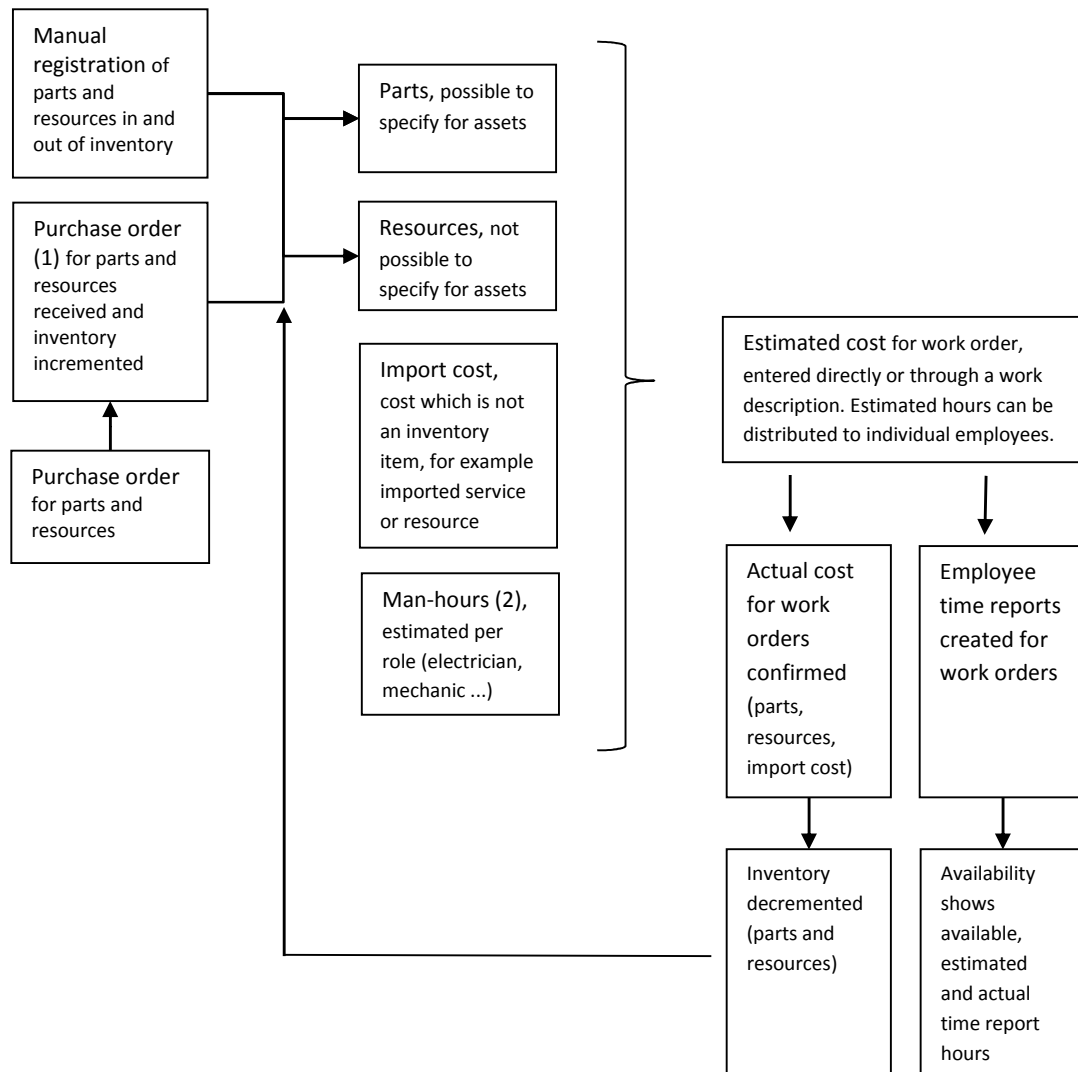 Manual
registration of
parts and
resources in and
out of inventory
Purchase order
(1) for parts and
resources
received and
inventory
incremented
Purchase order
for parts and
resources
Parts, possible to
specify for assets
Resources, not
possible to
specify for assets
Import cost,
cost which is not
an inventory
item, for example
imported service
or resource
Man-hours (2),
estimated per
role (electrician,
mechanic ...)
Estimated cost for work order,
entered directly or through a work
description. Estimated hours can be
distributed to individual employees.
Actual cost
for work
orders
confirmed
(parts,
resources,
import cost)
Employee
time reports
created for
work orders
Inventory
decremented
(parts and
resources)
Availability
shows
available,
estimated
and actual
time report
hours